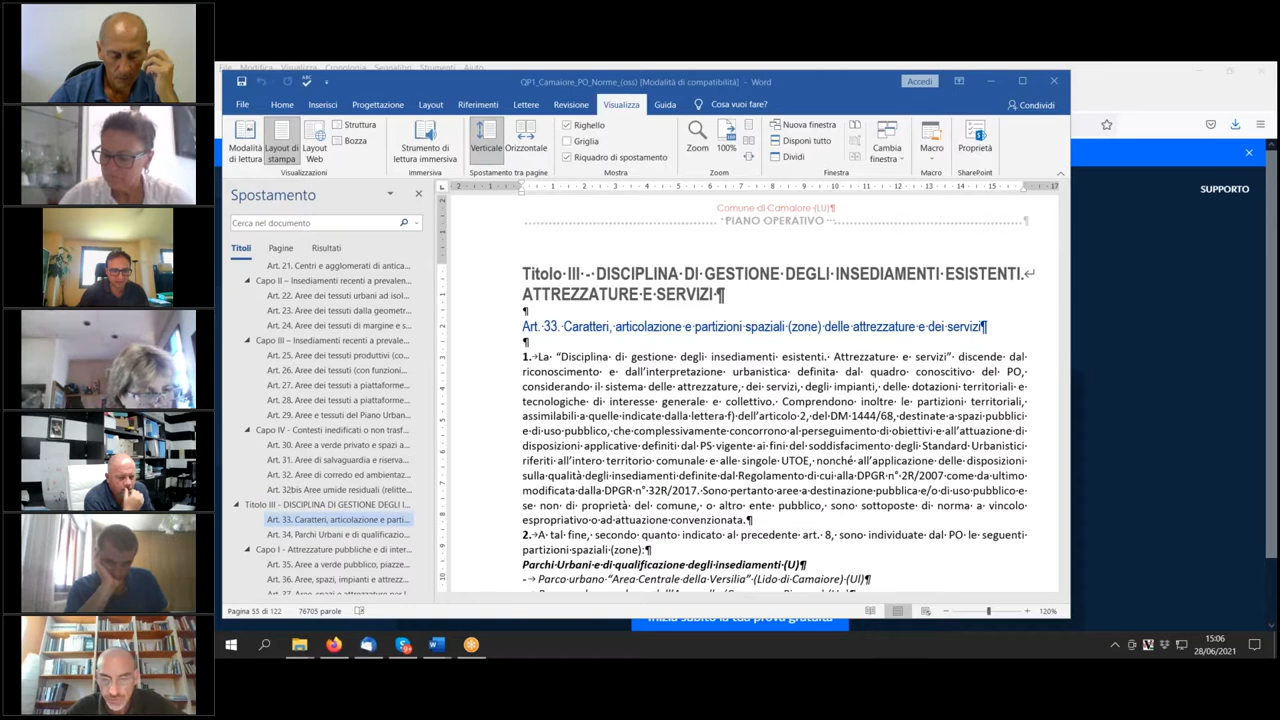 File Modifica Visualizza Cronologia Segnalibri Strumenti Aiuto
QP1_Camaiore_PO_Norme_(oss) [Modalità di compatibilità] - Word
Accedi
File Home Inserisci Progettazione Layout Riferimenti Lettere Revisione Visualizza Guida Cosa vuoi fare? Condividi
Modalità di lettura
Layout di stampa
Layout Web
Struttura
Bozza
Visualizzazioni
Strumento di lettura immersiva
Immersiva
Verticale
Orizzontale
Spostamento tra pagine
Righello
Griglia
Riquadro di spostamento
Mostra
Zoom
100%
Zoom
Nuova finestra
Disponi tutto
Dividi
Cambia finestra
Finestra
Macro
Macro
Proprietà
SharePoint
SUPPORTO
Spostamento
Cerca nel documento
Titoli Pagine Risultati
Art. 21. Centri e agglomerati di antica...
Capo II – Insediamenti recenti a prevalen...
Art. 22. Aree dei tessuti urbani ad isol...
Art. 23. Aree dei tessuti dalla geometr...
Art. 24. Aree dei tessuti di margine e s...
Capo III – Insediamenti recenti a prevalen...
Art. 25. Aree dei tessuti produttivi (co...
Art. 26. Aree dei tessuti (con funzioni...
Art. 27. Aree dei tessuti a piattaforme...
Art. 28. Aree dei tessuti a piattaforme...
Art. 29. Aree e tessuti del Piano Urban...
Capo IV - Contesti inedificati o non trasf...
Art. 30. Aree a verde privato e spazi a...
Art. 31. Aree di salvaguardia e riserva...
Art. 32. Aree di corredo ed ambientaz...
Art. 32bis Aree umide residuali (relitte...
Titolo III - DISCIPLINA DI GESTIONE DEGLI I...
Art. 33. Caratteri, articolazione e parti...
Art. 34. Parchi Urbani e di qualificazio...
Capo I - Attrezzature pubbliche e di inter...
Art. 35. Aree a verde pubblico, piazze...
Art. 36. Aree, spazi, impianti e attrezz...
Art. 37. Aree, spazi e attrezzature per l...
Comune di Camaiore (LU)¶
PIANO OPERATIVO
Titolo III - DISCIPLINA DI GESTIONE DEGLI INSEDIAMENTI ESISTENTI.
ATTREZZATURE E SERVIZI¶
Art. 33. Caratteri, articolazione e partizioni spaziali (zone) delle attrezzature e dei servizi¶
1. La “Disciplina di gestione degli insediamenti esistenti. Attrezzature e servizi” discende dal
riconoscimento e dall’interpretazione urbanistica definita dal quadro conoscitivo del PO,
considerando il sistema delle attrezzature, dei servizi, degli impianti, delle dotazioni territoriali e
tecnologiche di interesse generale e collettivo. Comprendono inoltre le partizioni territoriali,
assimilabili a quelle indicate dalla lettera f) dell’articolo 2, del DM 1444/68, destinate a spazi pubblici
e di uso pubblico, che complessivamente concorrono al perseguimento di obiettivi e all’attuazione di
disposizioni applicative definiti dal PS vigente ai fini del soddisfacimento degli Standard Urbanistici
riferiti all’intero territorio comunale e alle singole UTOE, nonché all’applicazione delle disposizioni
sulla qualità degli insediamenti definite dal Regolamento di cui alla DPGR n° 2R/2007 come da ultimo
modificata dalla DPGR n° 32R/2017. Sono pertanto aree a destinazione pubblica e/o di uso pubblico e
se non di proprietà del comune, o altro ente pubblico, sono sottoposte di norma a vincolo
espropriativo o ad attuazione convenzionata.¶
2. A tal fine, secondo quanto indicato al precedente art. 8, sono individuate dal PO le seguenti
partizioni spaziali (zone):¶
Parchi Urbani e di qualificazione degli insediamenti (U)¶
- Parco urbano “Area Centrale della Versilia” (Lido di Camaiore) (Ul)¶
Pagina 55 di 122 76705 parole
120%
Inizia subito la tua prova gratuita
15:06
28/06/2021